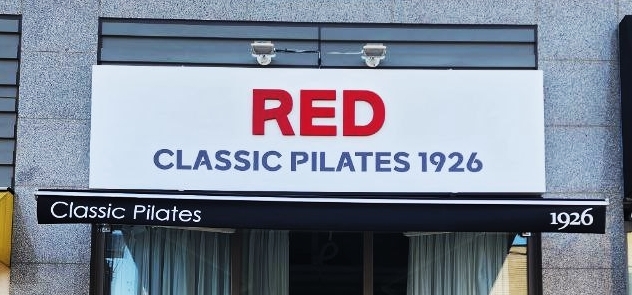 RED
CLASSIC PILATES 1926
Classic Pilates 1926